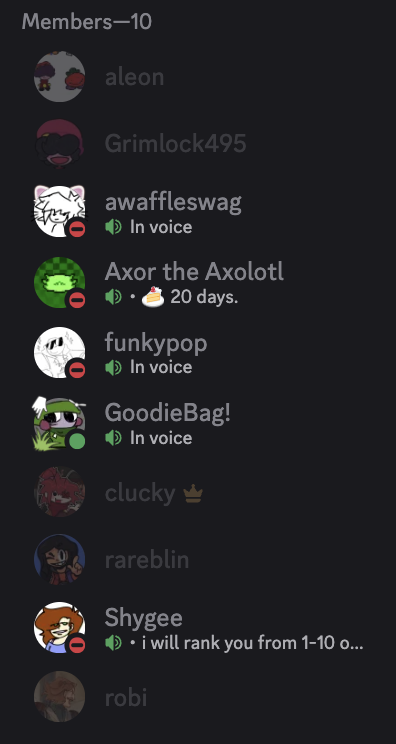 Members—10
aleon
Grimlock495
awaffleswag
In voice
Axor the Axolotl
• 🍰 20 days.
funkypop
In voice
GoodieBag!
In voice
clucky
rareblin
Shygee
• i will rank you from 1-10 o...
robi